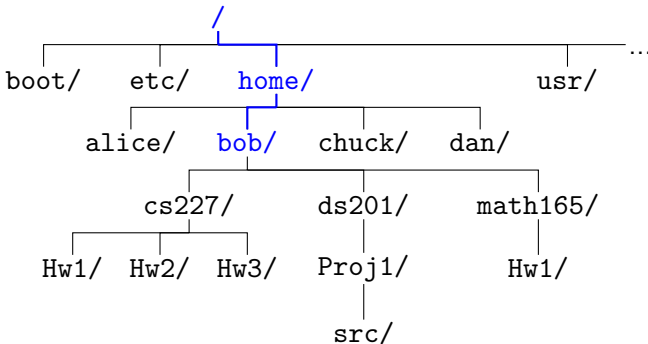 /
boot/ etc/ home/ usr/ ...
alice/ bob/ chuck/ dan/
cs227/ ds201/ math165/
Hw1/ Hw2/ Hw3/ Proj1/ Hw1/
src/